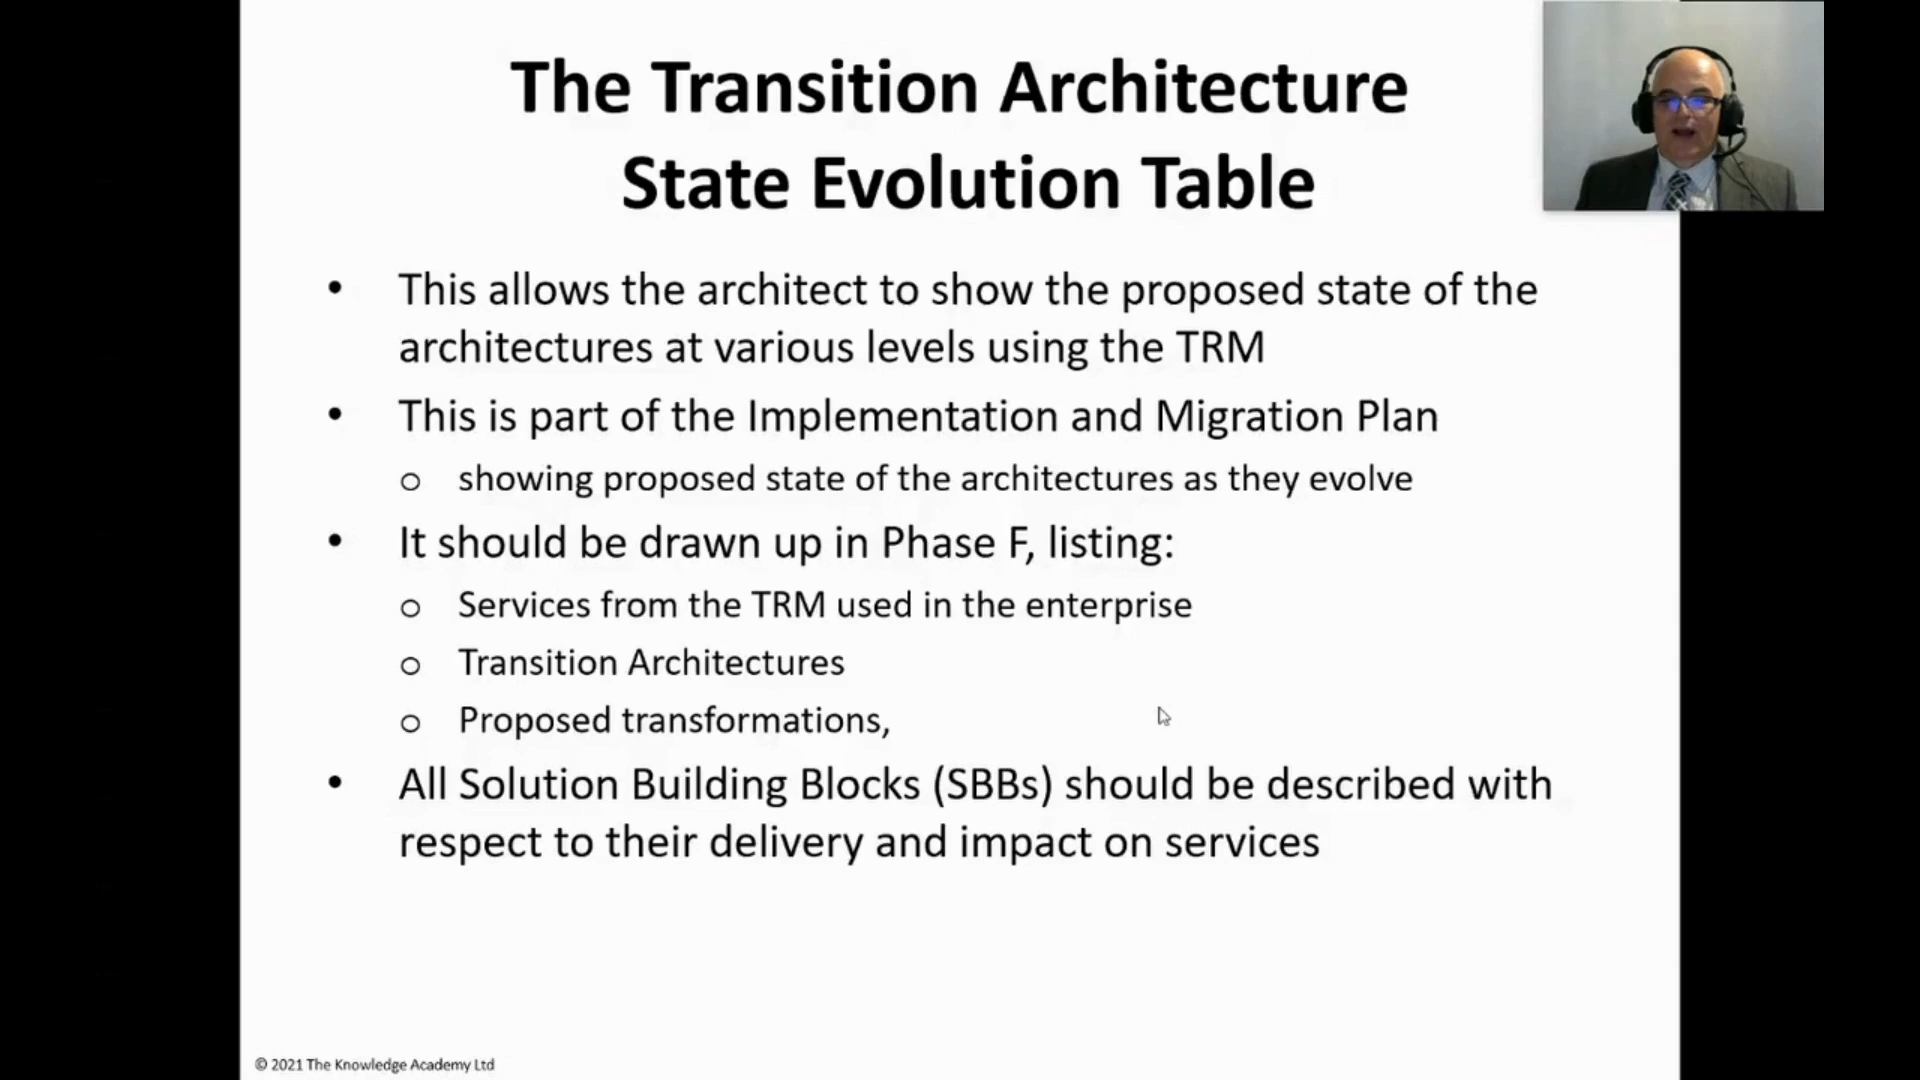 The Transition Architecture
State Evolution Table
• This allows the architect to show the proposed state of the
architectures at various levels using the TRM
• This is part of the Implementation and Migration Plan
o showing proposed state of the architectures as they evolve
• It should be drawn up in Phase F, listing:
o Services from the TRM used in the enterprise
o Transition Architectures
o Proposed transformations,
• All Solution Building Blocks (SBBs) should be described with
respect to their delivery and impact on services
© 2021 The Knowledge Academy Ltd